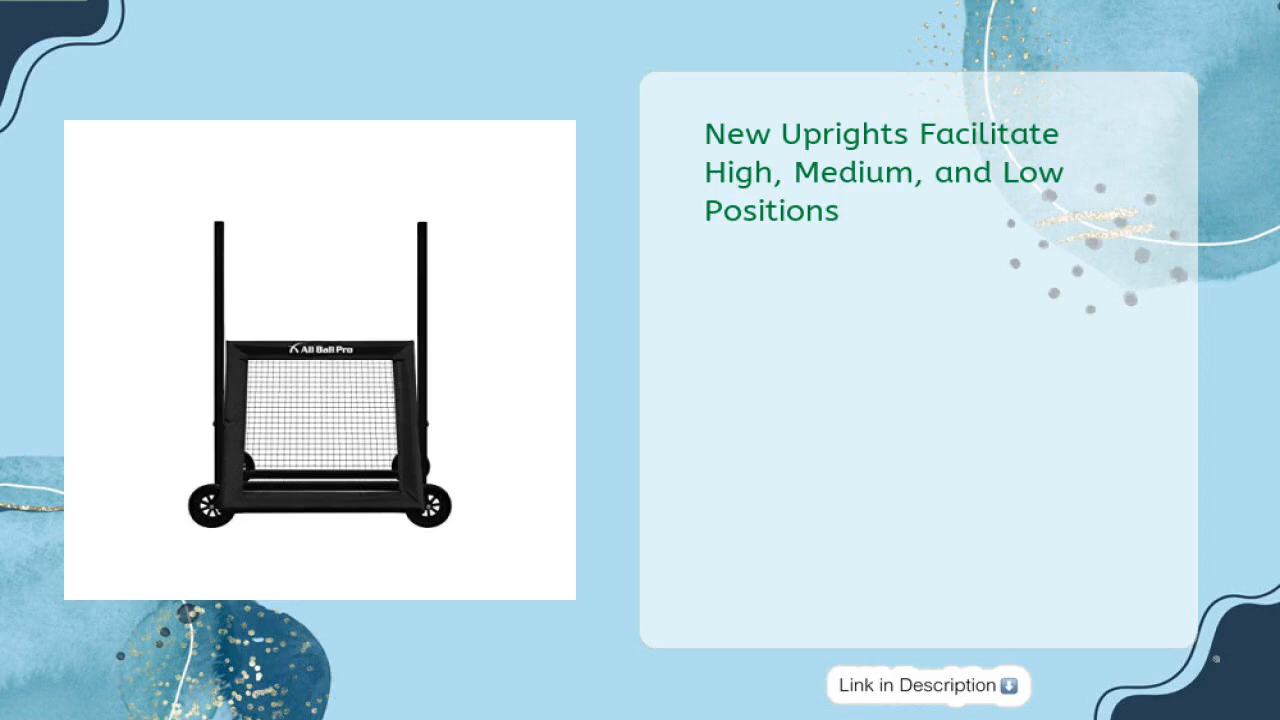 New Uprights Facilitate
High, Medium, and Low
Positions
All Ball Pro
Link in Description